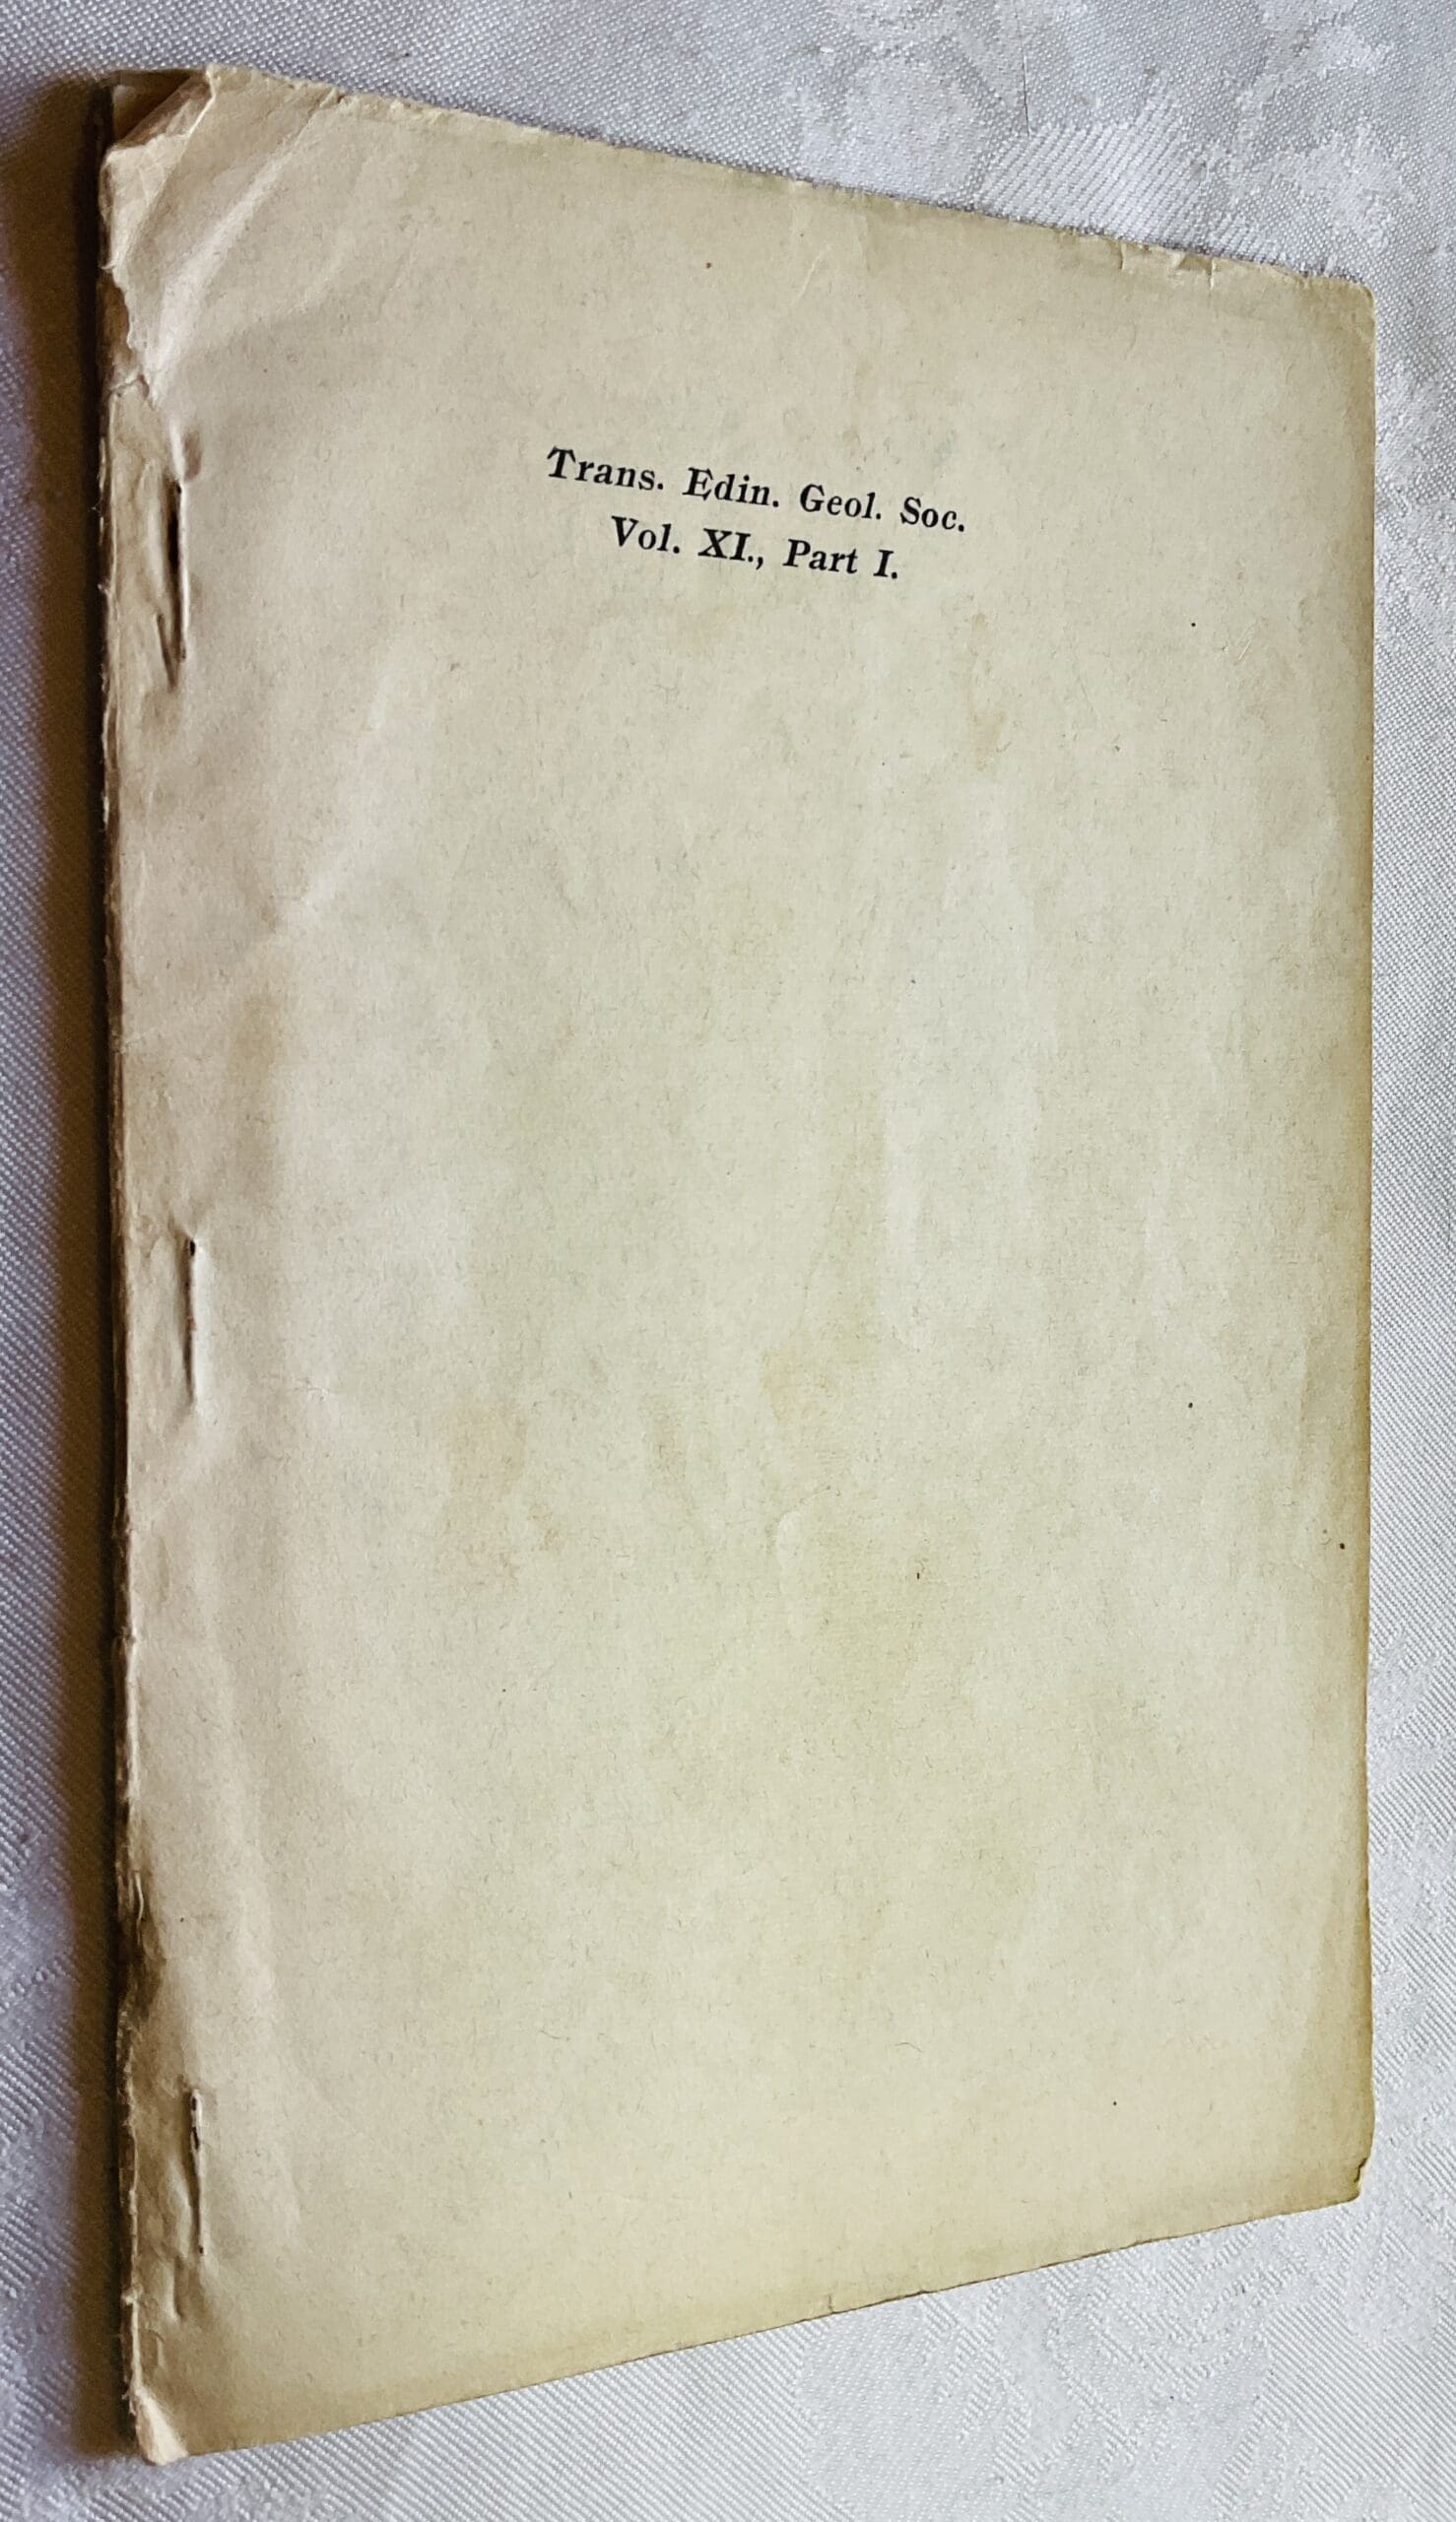 Trans. Edin. Geol. Soc.
Vol. XI., Part I.